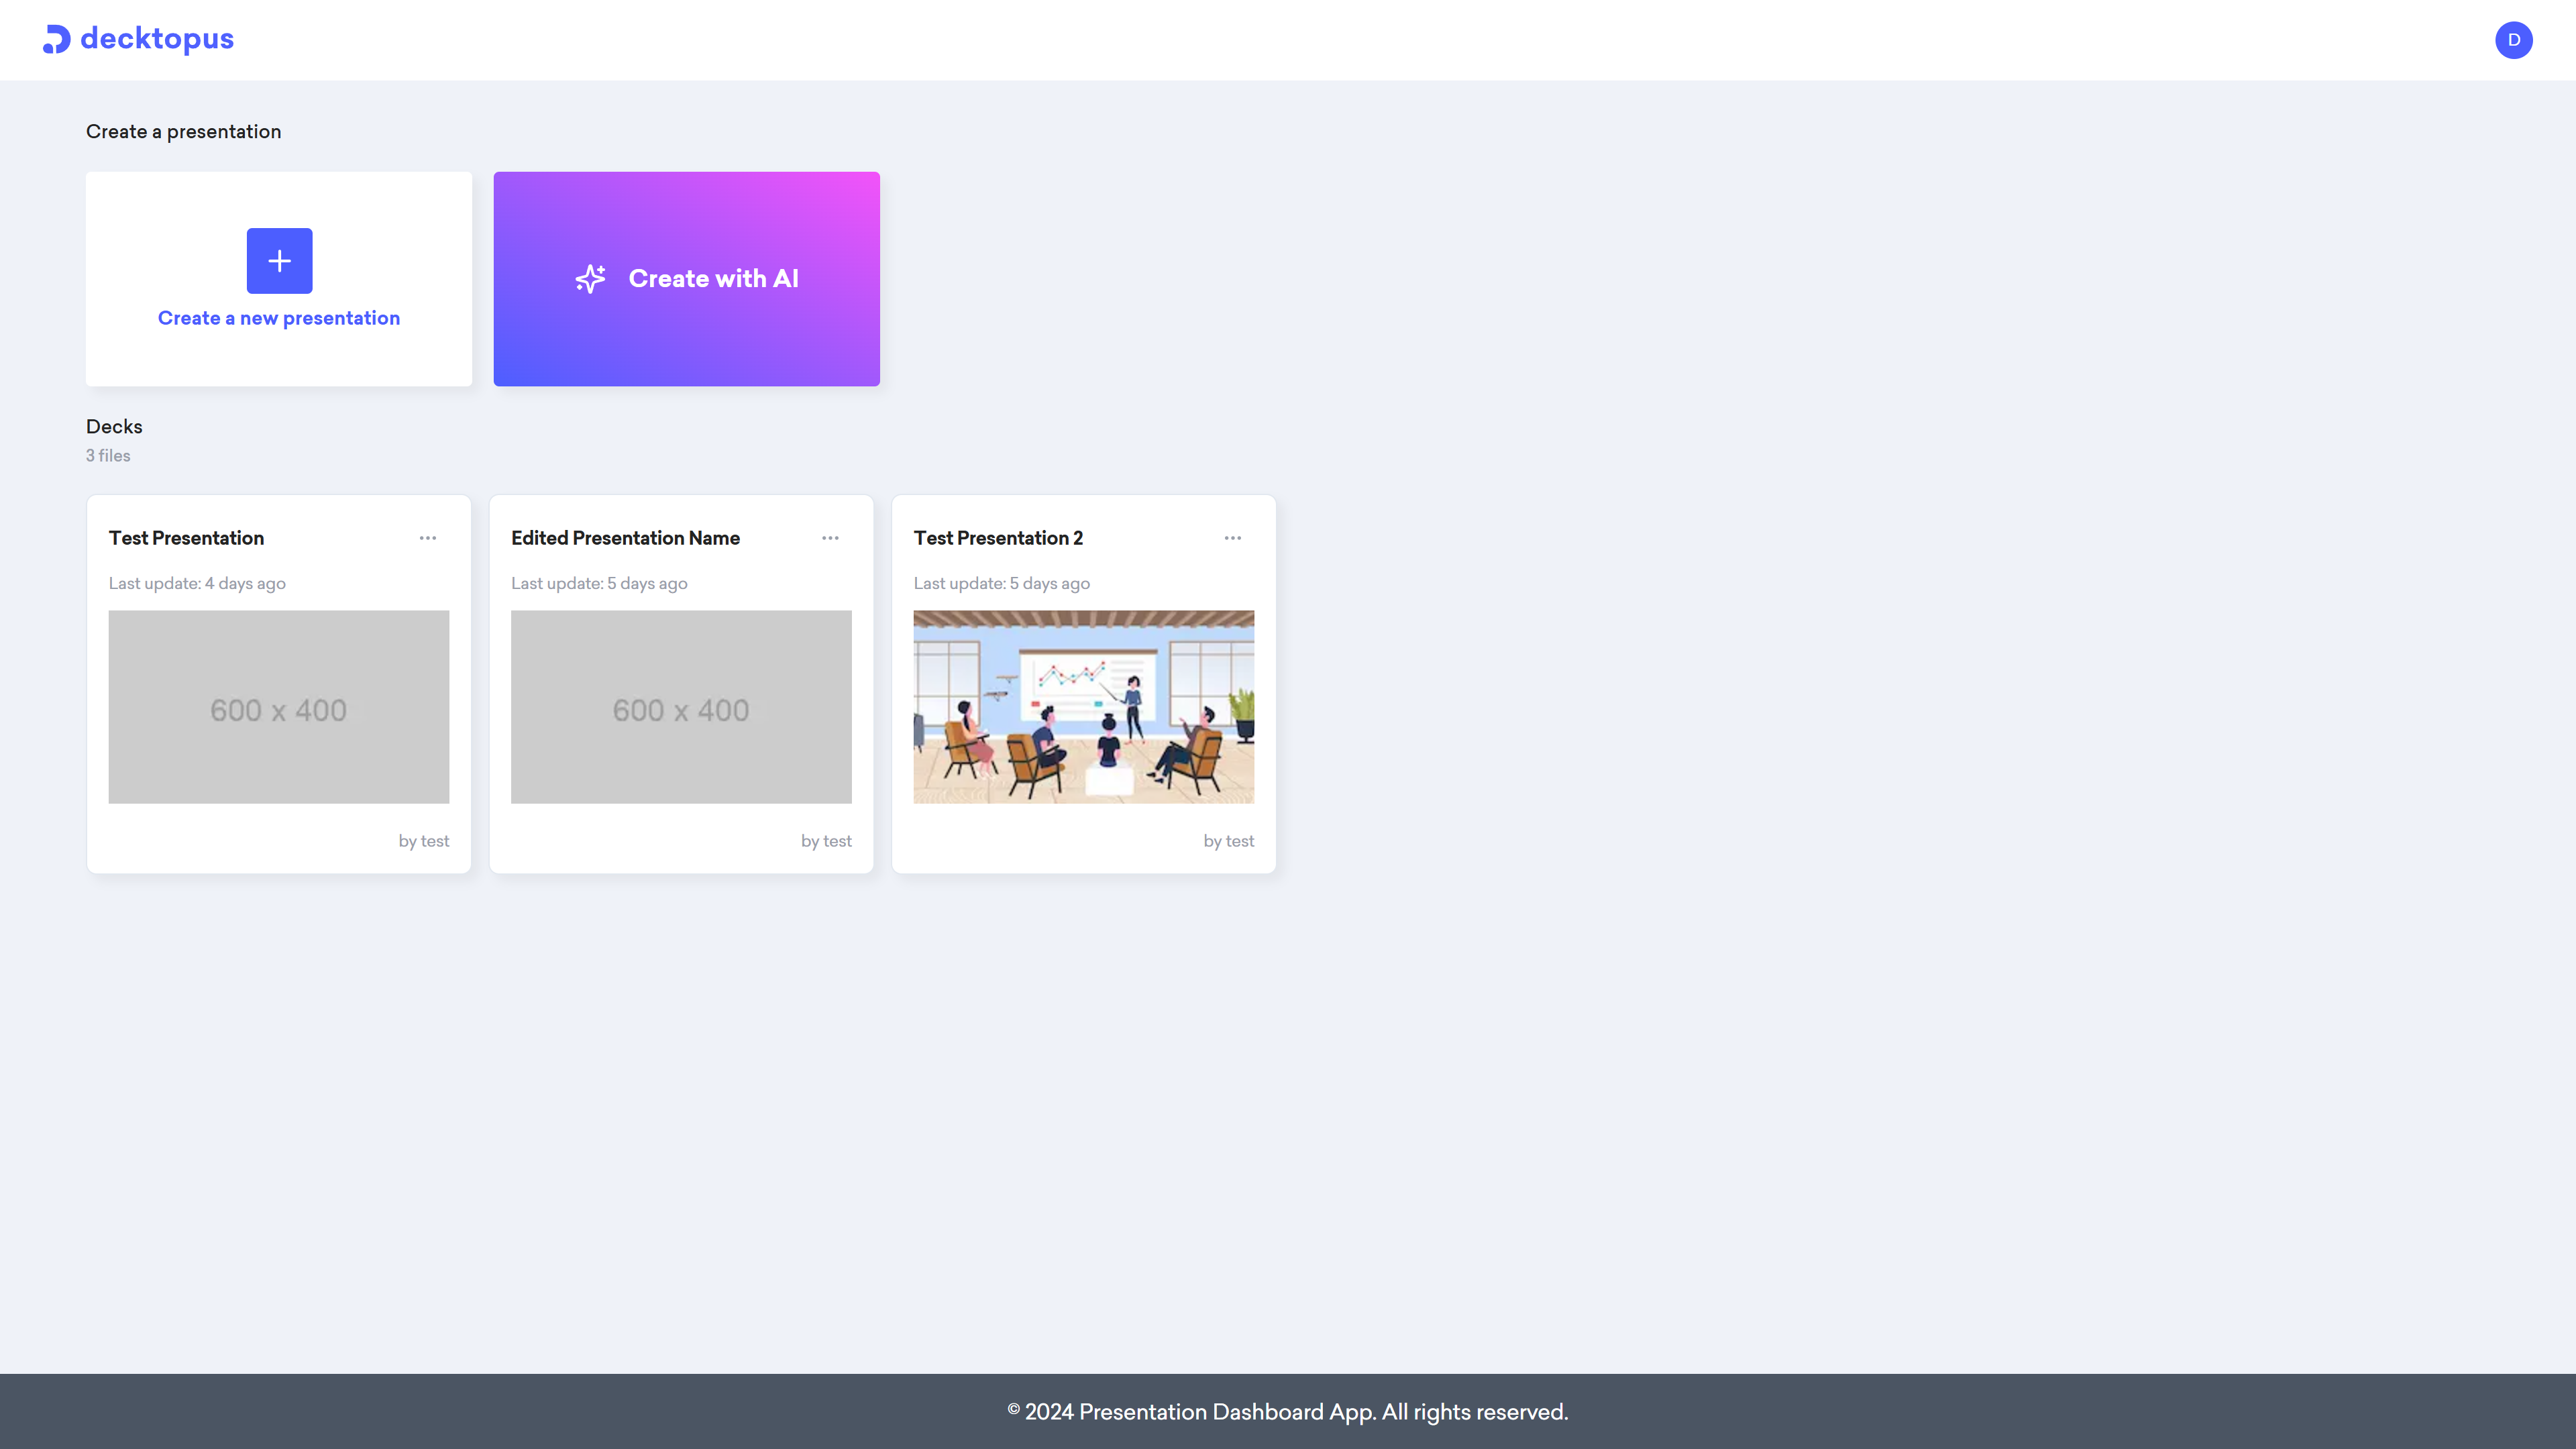 decktopus
D
Create a presentation
Create a new presentation
Create with AI
Decks
3 files
Test Presentation
Last update: 4 days ago
600 x 400
by test
Edited Presentation Name
Last update: 5 days ago
600 x 400
by test
Test Presentation 2
Last update: 5 days ago
by test
© 2024 Presentation Dashboard App. All rights reserved.